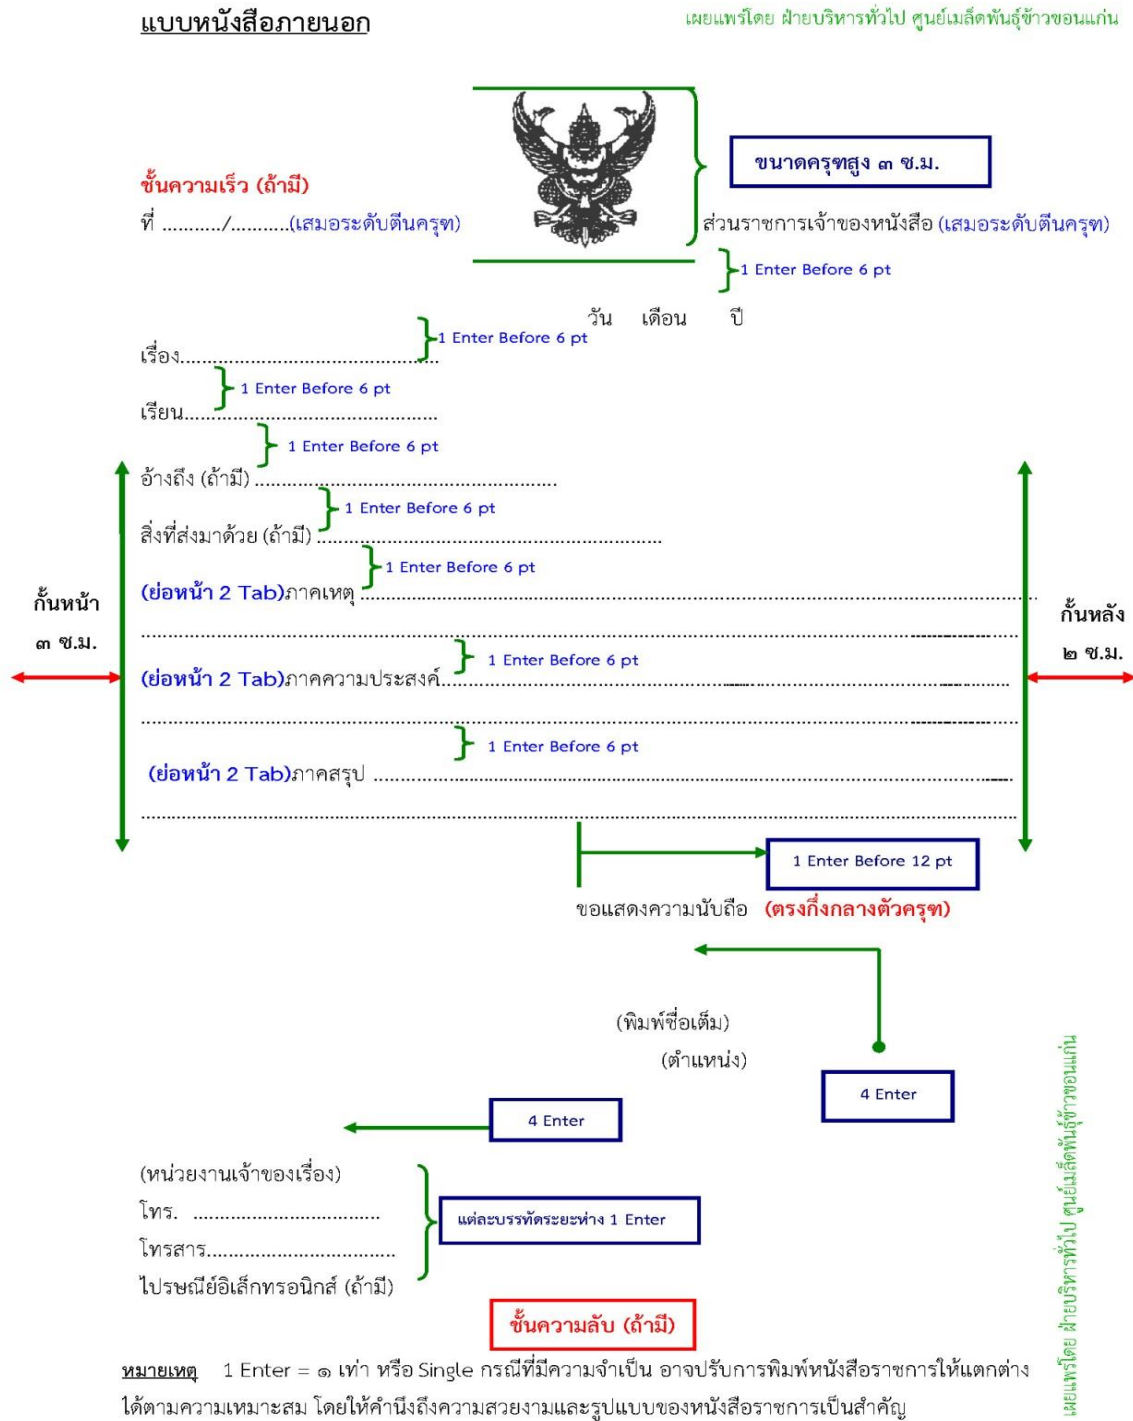 แบบหนังสือภายนอก
เผยแพร่โดย ฝ่ายบริหารทั่วไป ศูนย์เมล็ดพันธุ์ข้าวขอนแก่น
ขนาดครุฑสูง ๓ ซ.ม.
ชั้นความเร็ว (ถ้ามี)
ที่ .........../...........(เสมอระดับตีนครุฑ)
ส่วนราชการเจ้าของหนังสือ (เสมอระดับตีนครุฑ)
1 Enter Before 6 pt
วัน เดือน ปี
1 Enter Before 6 pt
เรื่อง................................................
1 Enter Before 6 pt
เรียน...............................................
1 Enter Before 6 pt
อ้างถึง (ถ้ามี) ........................................................
1 Enter Before 6 pt
สิ่งที่ส่งมาด้วย (ถ้ามี) ................................................................
1 Enter Before 6 pt
(ย่อหน้า 2 Tab)ภาคเหตุ ................................................................
กั้นหน้า
๓ ซ.ม.
กั้นหลัง
๒ ซ.ม.
................................................................
1 Enter Before 6 pt
(ย่อหน้า 2 Tab)ภาคความประสงค์................................................................
................................................................
1 Enter Before 6 pt
(ย่อหน้า 2 Tab)ภาคสรุป ................................................................
................................................................
1 Enter Before 12 pt
ขอแสดงความนับถือ (ตรงกึ่งกลางตัวครุฑ)
(พิมพ์ชื่อเต็ม)
(ตำแหน่ง)
4 Enter
4 Enter
(หน่วยงานเจ้าของเรื่อง)
โทร. ...................................
โทรสาร...................................
ไปรษณีย์อิเล็กทรอนิกส์ (ถ้ามี)
แต่ละบรรทัดระยะห่าง 1 Enter
ชั้นความลับ (ถ้ามี)
หมายเหตุ 1 Enter = ๑ เท่า หรือ Single กรณีที่มีความจำเป็น อาจปรับการพิมพ์หนังสือราชการให้แตกต่าง
ได้ตามความเหมาะสม โดยให้คำนึงถึงความสวยงามและรูปแบบของหนังสือราชการเป็นสำคัญ
เผยแพร่โดย ฝ่ายบริหารทั่วไป ศูนย์เมล็ดพันธุ์ข้าวขอนแก่น